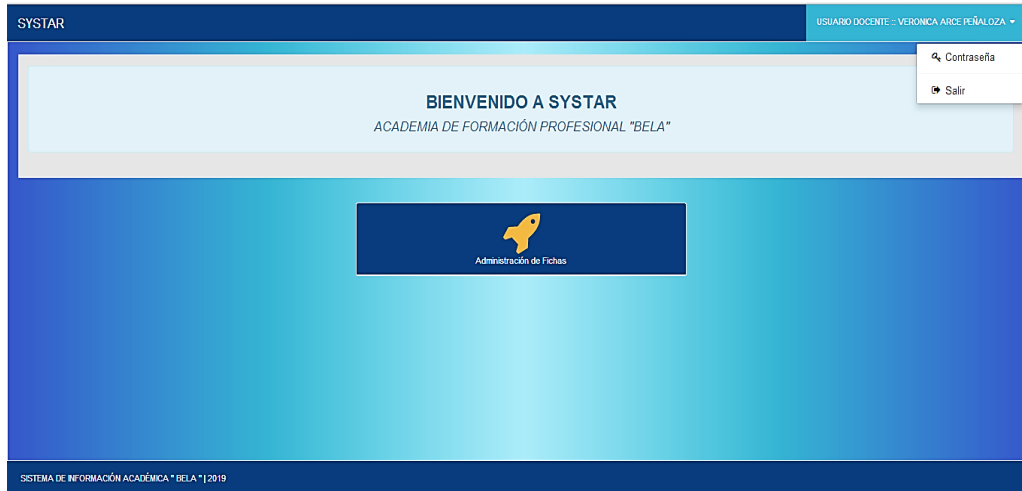 SYSTAR
USUARIO DOCENTE :: VERONICA ARCE PEÑALOZA
Contraseña
Salir
BIENVENIDO A SYSTAR
ACADEMIA DE FORMACIÓN PROFESIONAL "BELA"
Administración de Fichas
SISTEMA DE INFORMACIÓN ACADÉMICA " BELA " | 2019